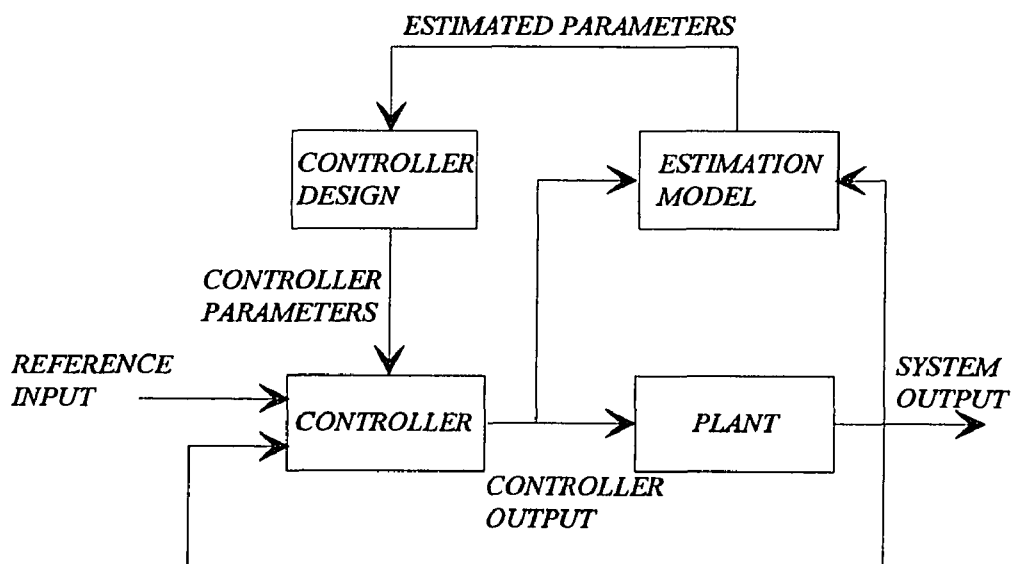 ESTIMATED PARAMETERS
CONTROLLER
DESIGN
ESTIMATION
MODEL
CONTROLLER
PARAMETERS
REFERENCE
INPUT
CONTROLLER
PLANT
SYSTEM
OUTPUT
CONTROLLER
OUTPUT